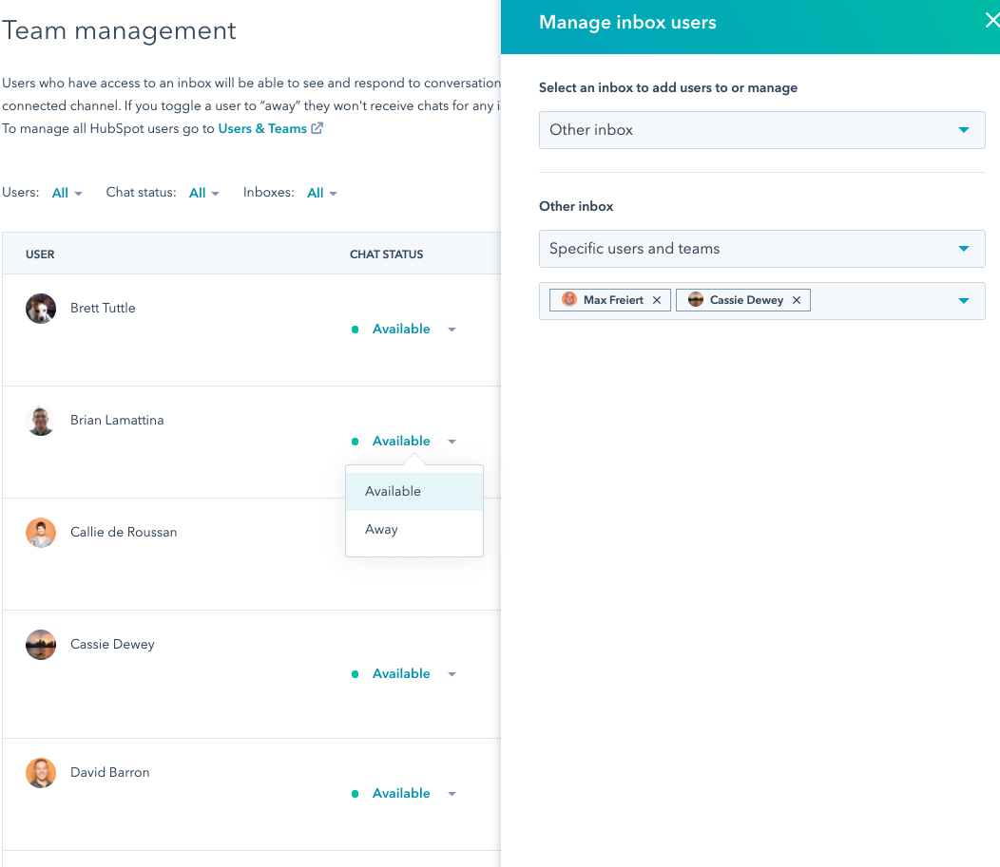 Team management
Users who have access to an inbox will be able to see and respond to conversation
connected channel. If you toggle a user to “away” they won't receive chats for any i
To manage all HubSpot users go to Users & Teams
Users: All Chat status: All Inboxes: All
USER CHAT STATUS
Brett Tuttle
Available
Brian Lamattina
Available
Available
Away
Callie de Roussan
Cassie Dewey
Available
David Barron
Available
Manage inbox users
Select an inbox to add users to or manage
Other inbox
Other inbox
Specific users and teams
Max Freiert Cassie Dewey